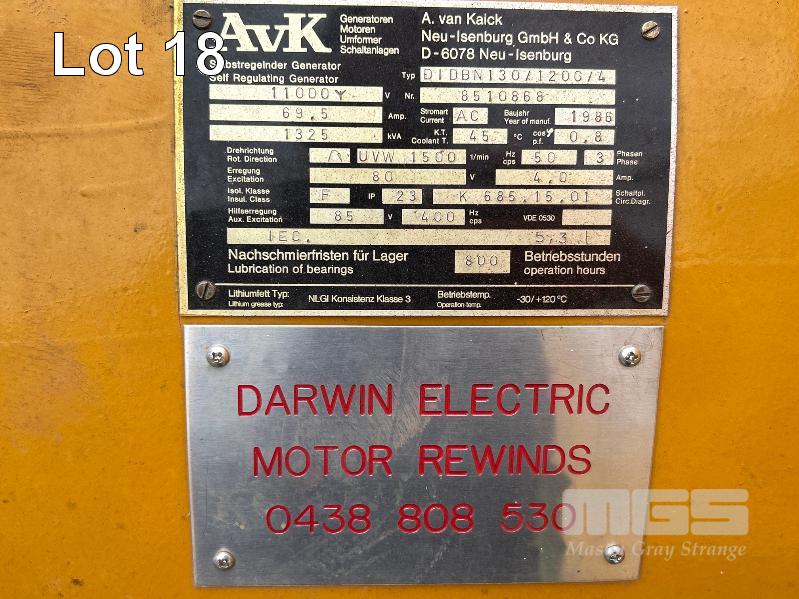 Lot 18
AvK
Generatoren
Motoren
Umformer
Schaltanlagen
A. van Kaick
Neu-Isenburg GmbH & Co KG
D-6078 Neu-Isenburg
Selbstregelnder Generator
Self Regulating Generator
Typ DIDBN130/120G/4
11000 Y V Nr. 8510868
69.5 Amp. Stromart Current AC Baujahr Year of manuf. 1986
1325 kVA K.T. Coolant T. 45 °C cosφ p.f. 0,8
Drehrichtung Rot. Direction UVW 1500 1/min Hz cps 50 3 Phasen Phase
Erregung Excitation 80 V 4,0 Amp.
Isol. Klasse Insul. Class F IP 23 K 685.15.01 Schaltpl. Circ.Diagr.
Hilfserregung Aux. Excitation 85 V 400 Hz cps VDE 0530
IEC.
Nachschmierfristen für Lager 800 Betriebsstunden
Lubrication of bearings operation hours
Lithiumfett Typ: NLGI Konsistenz Klasse 3 Betriebstemp. -30/+120°C
Lithium grease typ: Operation temp.
DARWIN ELECTRIC
MOTOR REWINDS
0438 808 530
MGS
Mason Gray Strange